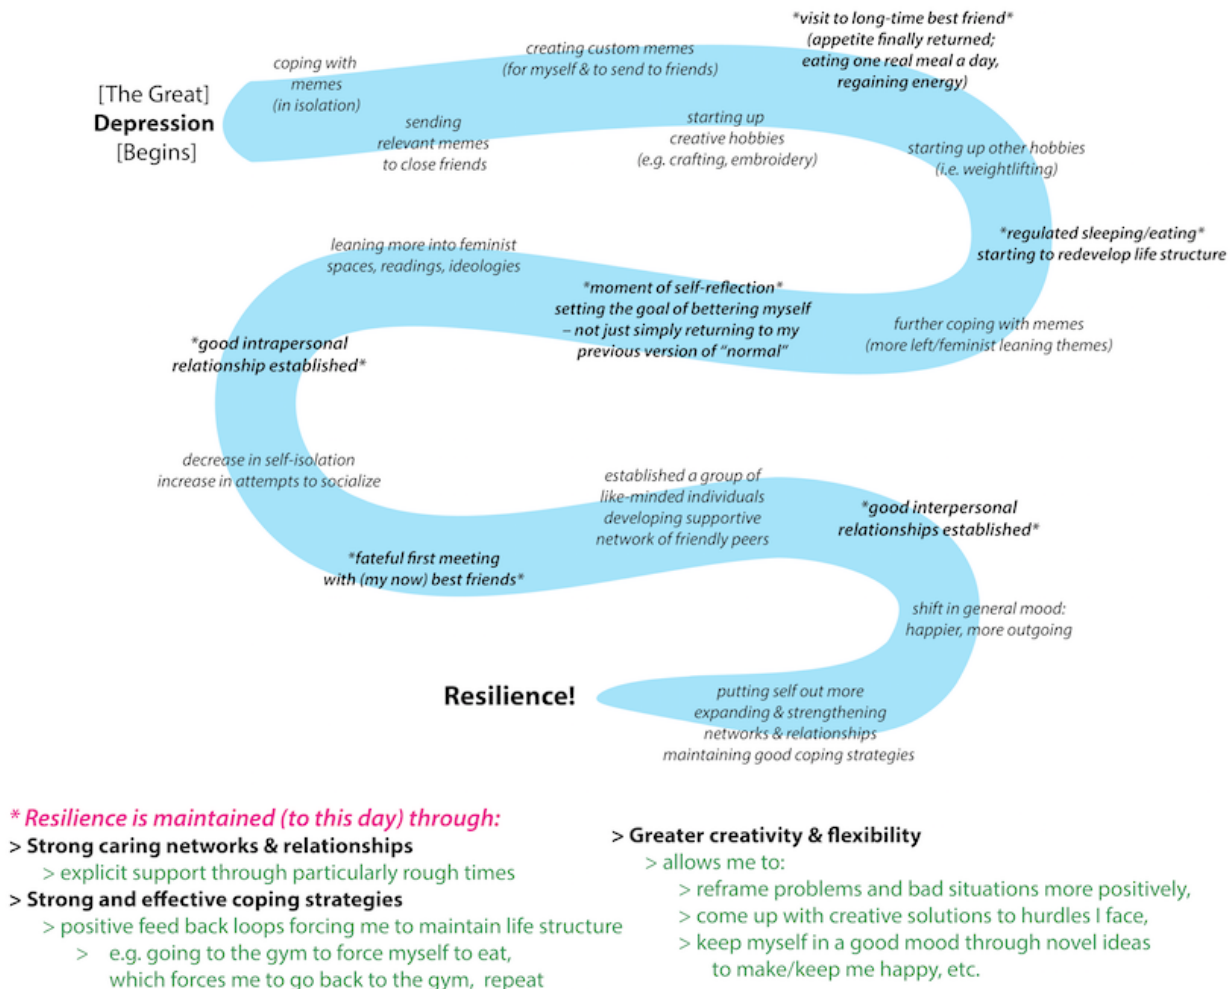 [The Great]
Depression
[Begins]
coping with
memes
(in isolation)
sending
relevant memes
to close friends
creating custom memes
(for myself & to send to friends)
starting up
creative hobbies
(e.g. crafting, embroidery)
*visit to long-time best friend*
(appetite finally returned;
eating one real meal a day,
regaining energy)
starting up other hobbies
(i.e. weightlifting)
*regulated sleeping/eating*
starting to redevelop life structure
further coping with memes
(more left/feminist leaning themes)
*moment of self-reflection*
setting the goal of bettering myself
– not just simply returning to my
previous version of “normal”
leaning more into feminist
spaces, readings, ideologies
*good intrapersonal
relationship established*
decrease in self-isolation
increase in attempts to socialize
*fateful first meeting
with (my now) best friends*
established a group of
like-minded individuals
developing supportive
network of friendly peers
*good interpersonal
relationships established*
shift in general mood:
happier, more outgoing
putting self out more
expanding & strengthening
networks & relationships
maintaining good coping strategies
Resilience!
* Resilience is maintained (to this day) through:
> Strong caring networks & relationships
> explicit support through particularly rough times
> Strong and effective coping strategies
> positive feed back loops forcing me to maintain life structure
> e.g. going to the gym to force myself to eat,
which forces me to go back to the gym, repeat
> Greater creativity & flexibility
> allows me to:
> reframe problems and bad situations more positively,
> come up with creative solutions to hurdles I face,
> keep myself in a good mood through novel ideas
to make/keep me happy, etc.